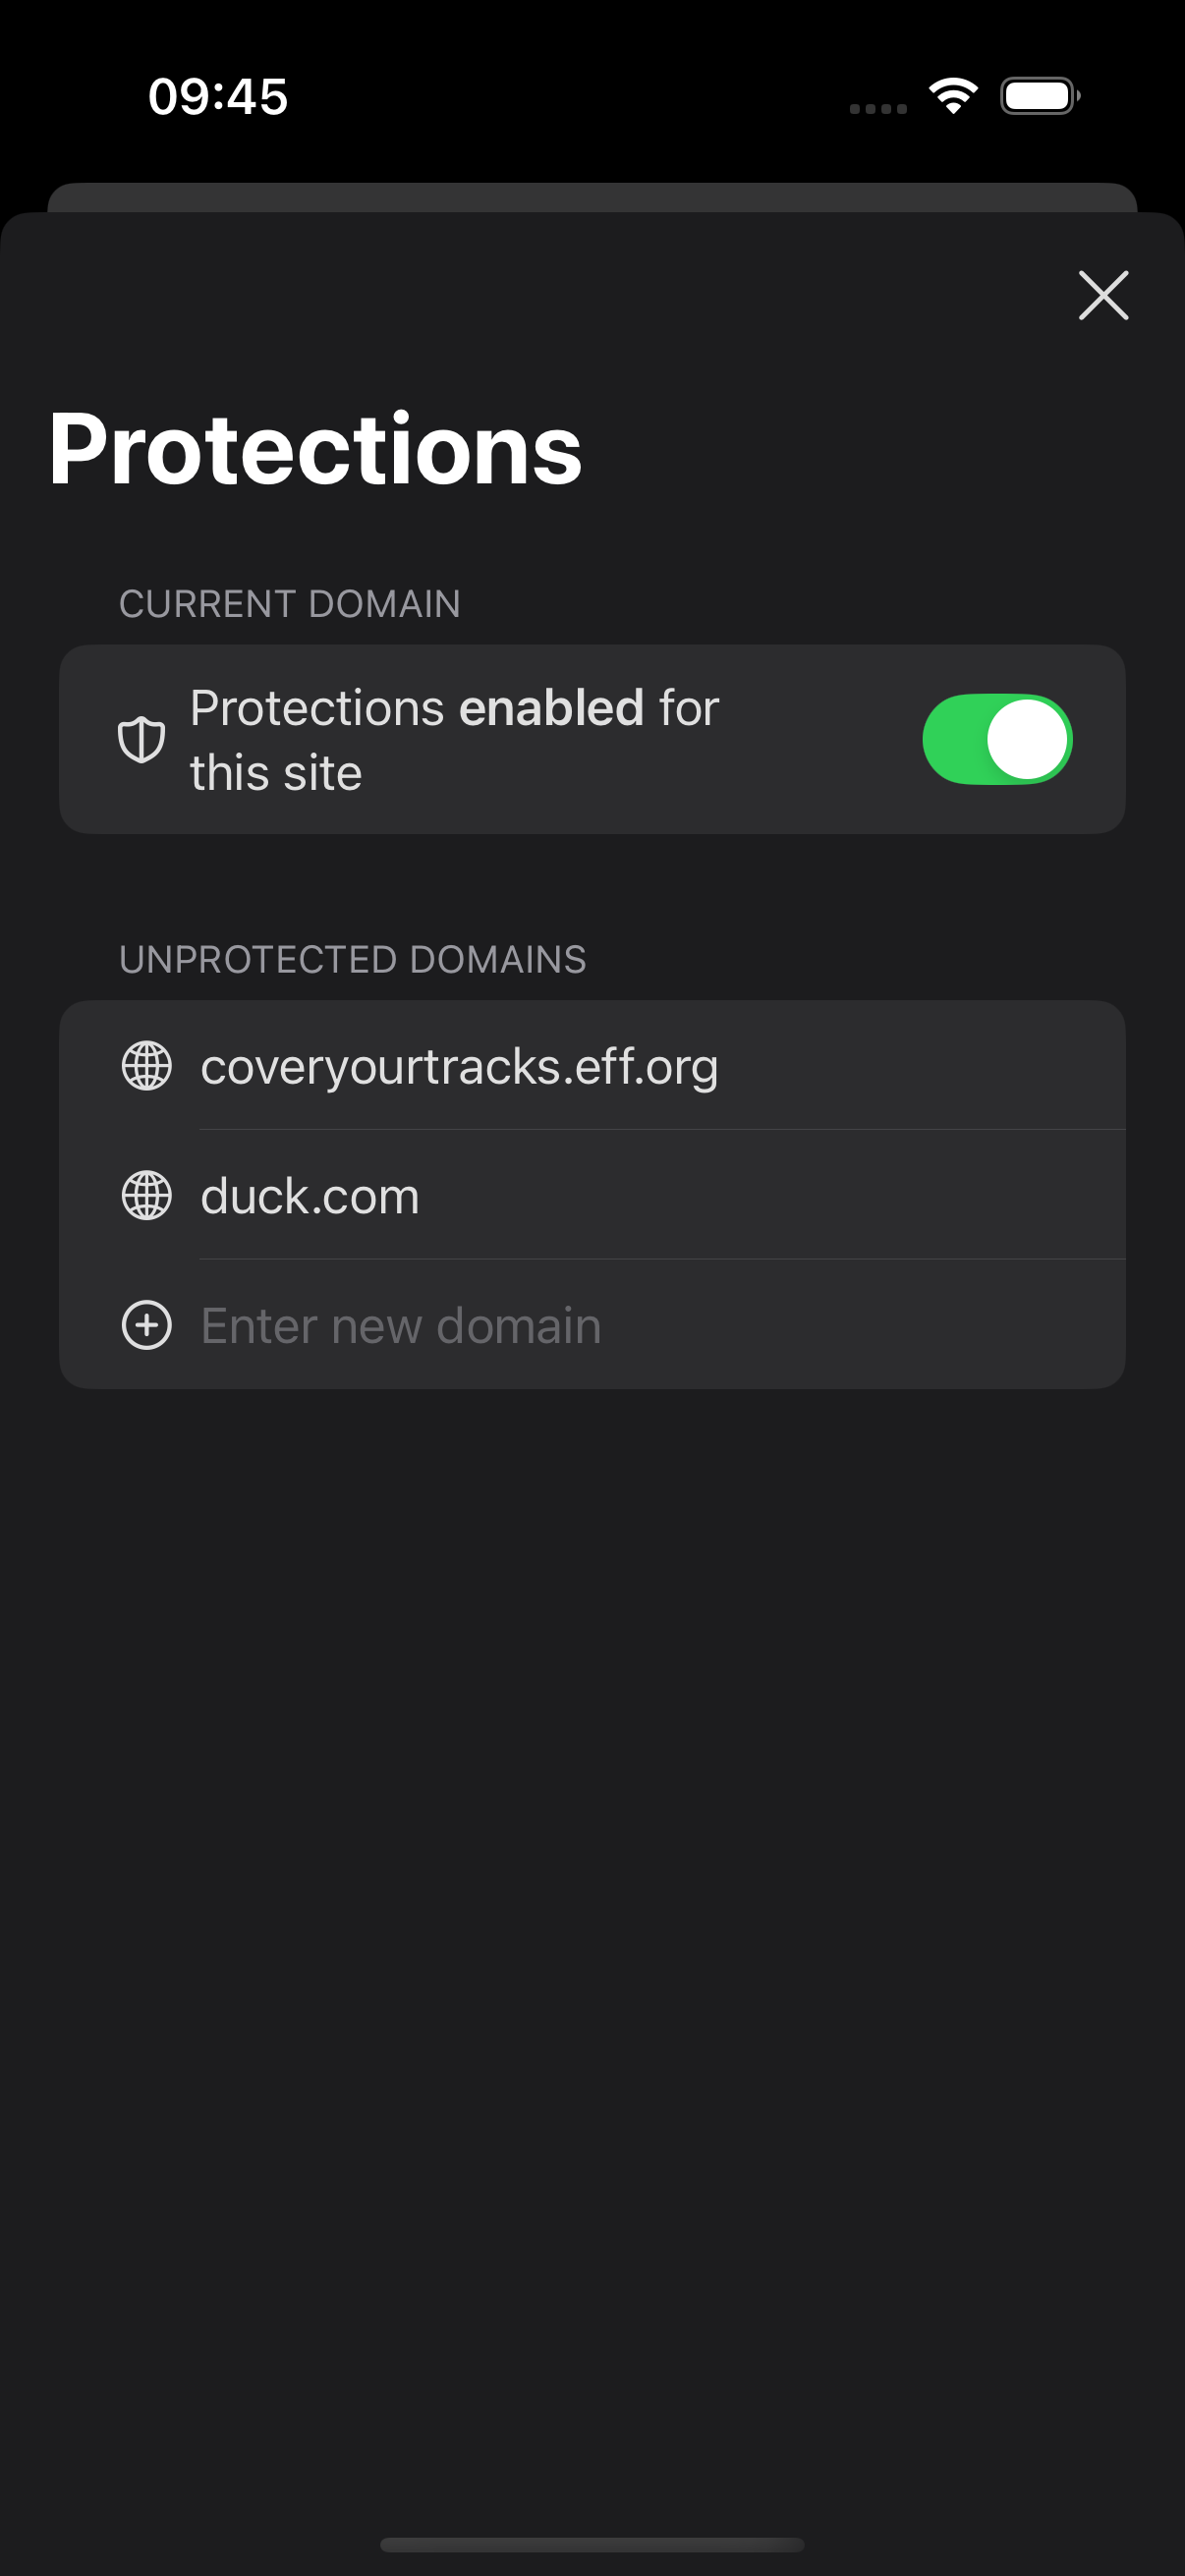 09:45
Protections
CURRENT DOMAIN
Protections enabled for
this site
UNPROTECTED DOMAINS
coveryourtracks.eff.org
duck.com
Enter new domain